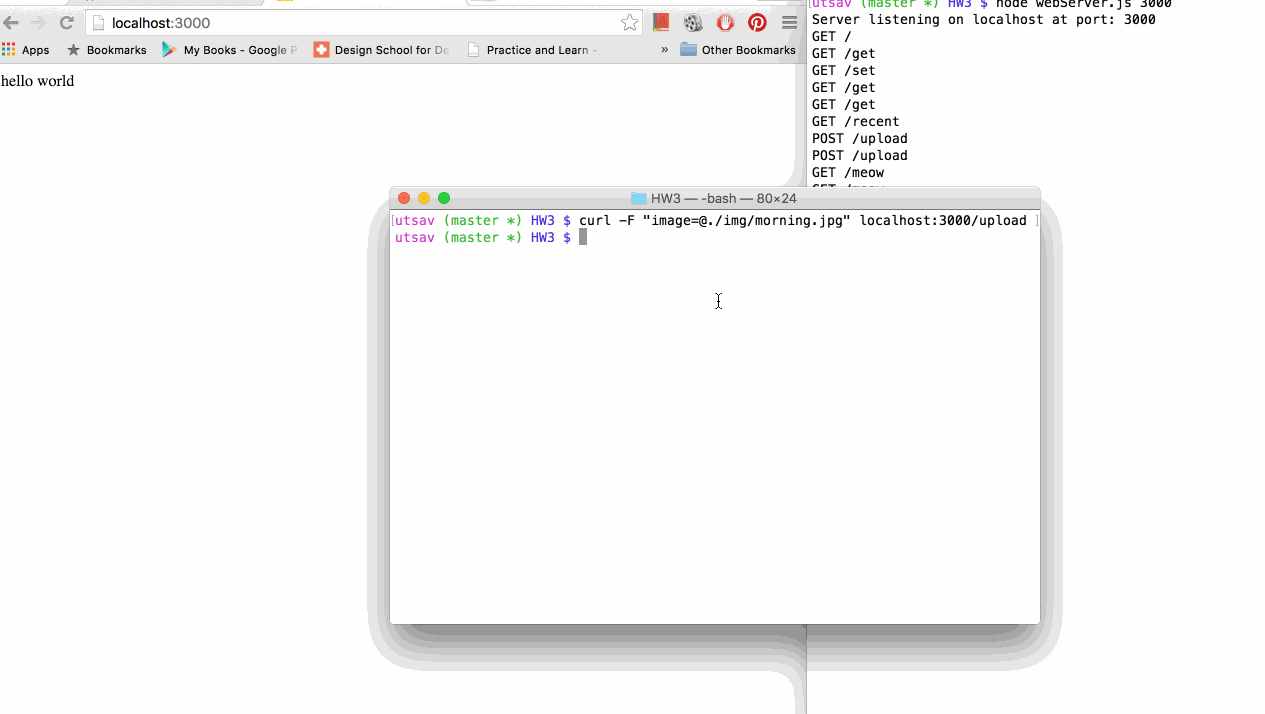 localhost:3000
Apps Bookmarks My Books - Google P Design School for De Practice and Learn - » Other Bookmarks
hello world
utsav (master *) HW3 $ node webServer.js 3000
Server listening on localhost at port: 3000
GET /
GET /get
GET /set
GET /get
GET /get
GET /recent
POST /upload
POST /upload
GET /meow
HW3 — -bash — 80×24
[utsav (master *) HW3 $ curl -F "image=@./img/morning.jpg" localhost:3000/upload ]
utsav (master *) HW3 $